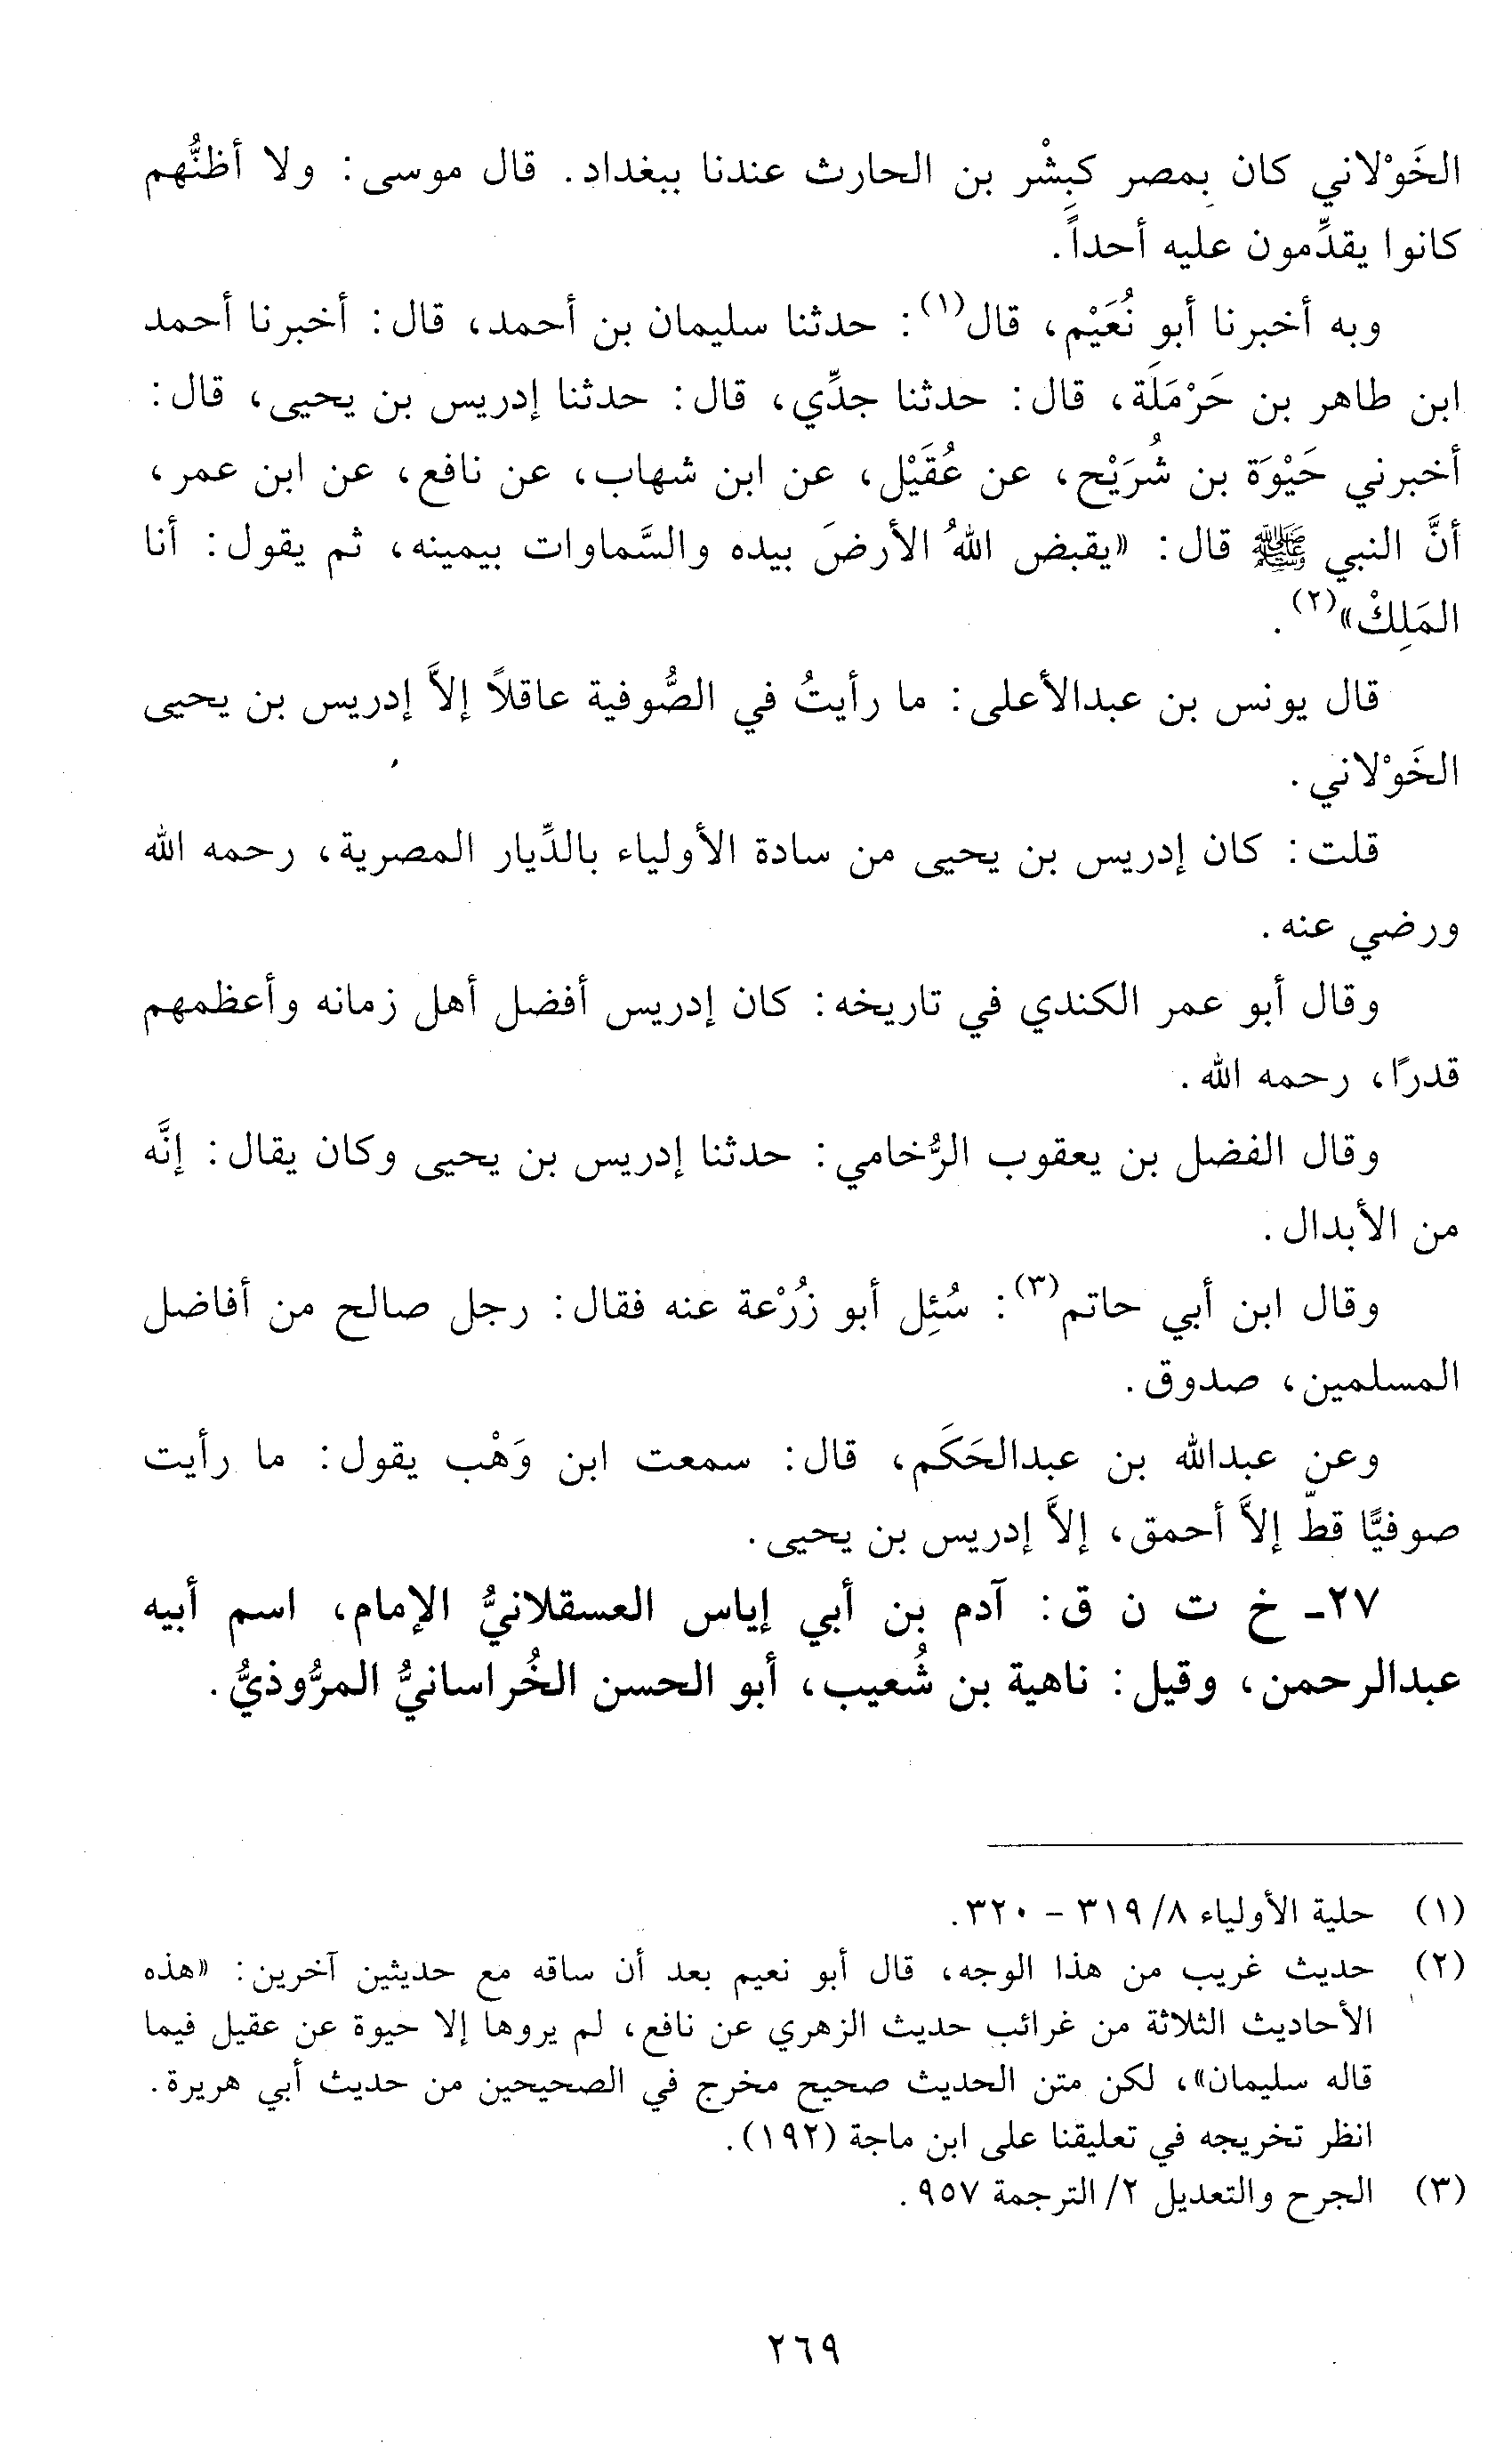 الخَوْلاني كان بمصر كبِشْر بن الحارث عندنا ببغداد. قال موسى: ولا أظنُّهم
كانوا يقدِّمون عليه أحداً.
وبه أخبرنا أبو نُعَيْم، قال(١): حدثنا سليمان بن أحمد، قال: أخبرنا أحمد
ابن طاهر بن حَرْمَلَة، قال: حدثنا جدِّي، قال: حدثنا إدريس بن يحيى، قال:
أخبرني حَيْوَة بن شُرَيْح، عن عُقَيْل، عن ابن شهاب، عن نافع، عن ابن عمر،
أنَّ النبي ﷺ قال: «يقبض اللهُ الأرضَ بيده والسَّماوات بيمينه، ثم يقول: أنا
المَلِكْ»(٢).
قال يونس بن عبدالأعلى: ما رأيتُ في الصُّوفية عاقلاً إلاَّ إدريس بن يحيى
الخَوْلاني.
قلت: كان إدريس بن يحيى من سادة الأولياء بالدِّيار المصرية، رحمه الله
ورضي عنه.
وقال أبو عمر الكندي في تاريخه: كان إدريس أفضل أهل زمانه وأعظمهم
قدرًا، رحمه الله.
وقال الفضل بن يعقوب الرُّخامي: حدثنا إدريس بن يحيى وكان يقال: إنَّه
من الأبدال.
وقال ابن أبي حاتم(٣): سُئِل أبو زُرْعة عنه فقال: رجل صالح من أفاضل
المسلمين، صدوق.
وعن عبدالله بن عبدالحَكَم، قال: سمعت ابن وَهْب يقول: ما رأيت
صوفيًّا قطّ إلاَّ أحمق، إلاَّ إدريس بن يحيى.
٢٧- خ ت ن ق: آدم بن أبي إياس العسقلانيُّ الإمام، اسم أبيه
عبدالرحمن، وقيل: ناهية بن شُعيب، أبو الحسن الخُراسانيُّ المرُّوذيُّ.
(١) حلية الأولياء ٨/ ٣١٩ - ٣٢٠.
(٢) حديث غريب من هذا الوجه، قال أبو نعيم بعد أن ساقه مع حديثين آخرين: «هذه
الأحاديث الثلاثة من غرائب حديث الزهري عن نافع، لم يروها إلا حيوة عن عقيل فيما
قاله سليمان»، لكن متن الحديث صحيح مخرج في الصحيحين من حديث أبي هريرة.
انظر تخريجه في تعليقنا على ابن ماجة (١٩٢).
(٣) الجرح والتعديل ٢/ الترجمة ٩٥٧.
٢٦٩